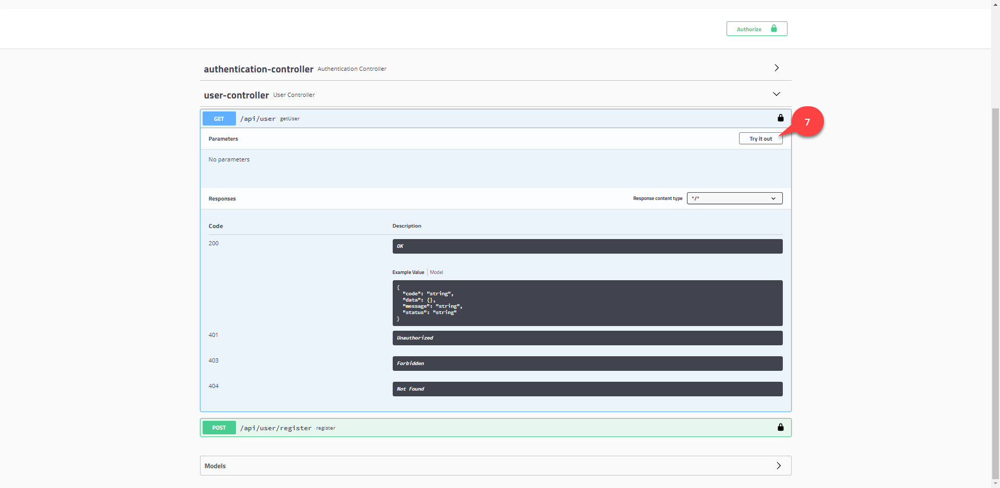 Authorize
authentication-controller Authentication Controller
user-controller User Controller
GET /api/user getUser
7
Parameters Try it out
No parameters
Responses Response content type */*
Code Description
200 OK
Example Value Model
{
"code": "string",
"data": {},
"message": "string",
"status": "string"
}
401 Unauthorized
403 Forbidden
404 Not Found
POST /api/user/register register
Models